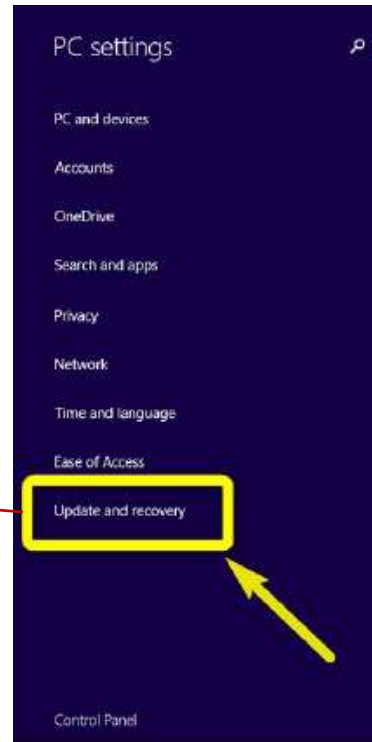 PC settings
PC and devices
Accounts
OneDrive
Search and apps
Privacy
Network
Time and language
Ease of Access
Update and recovery
Control Panel